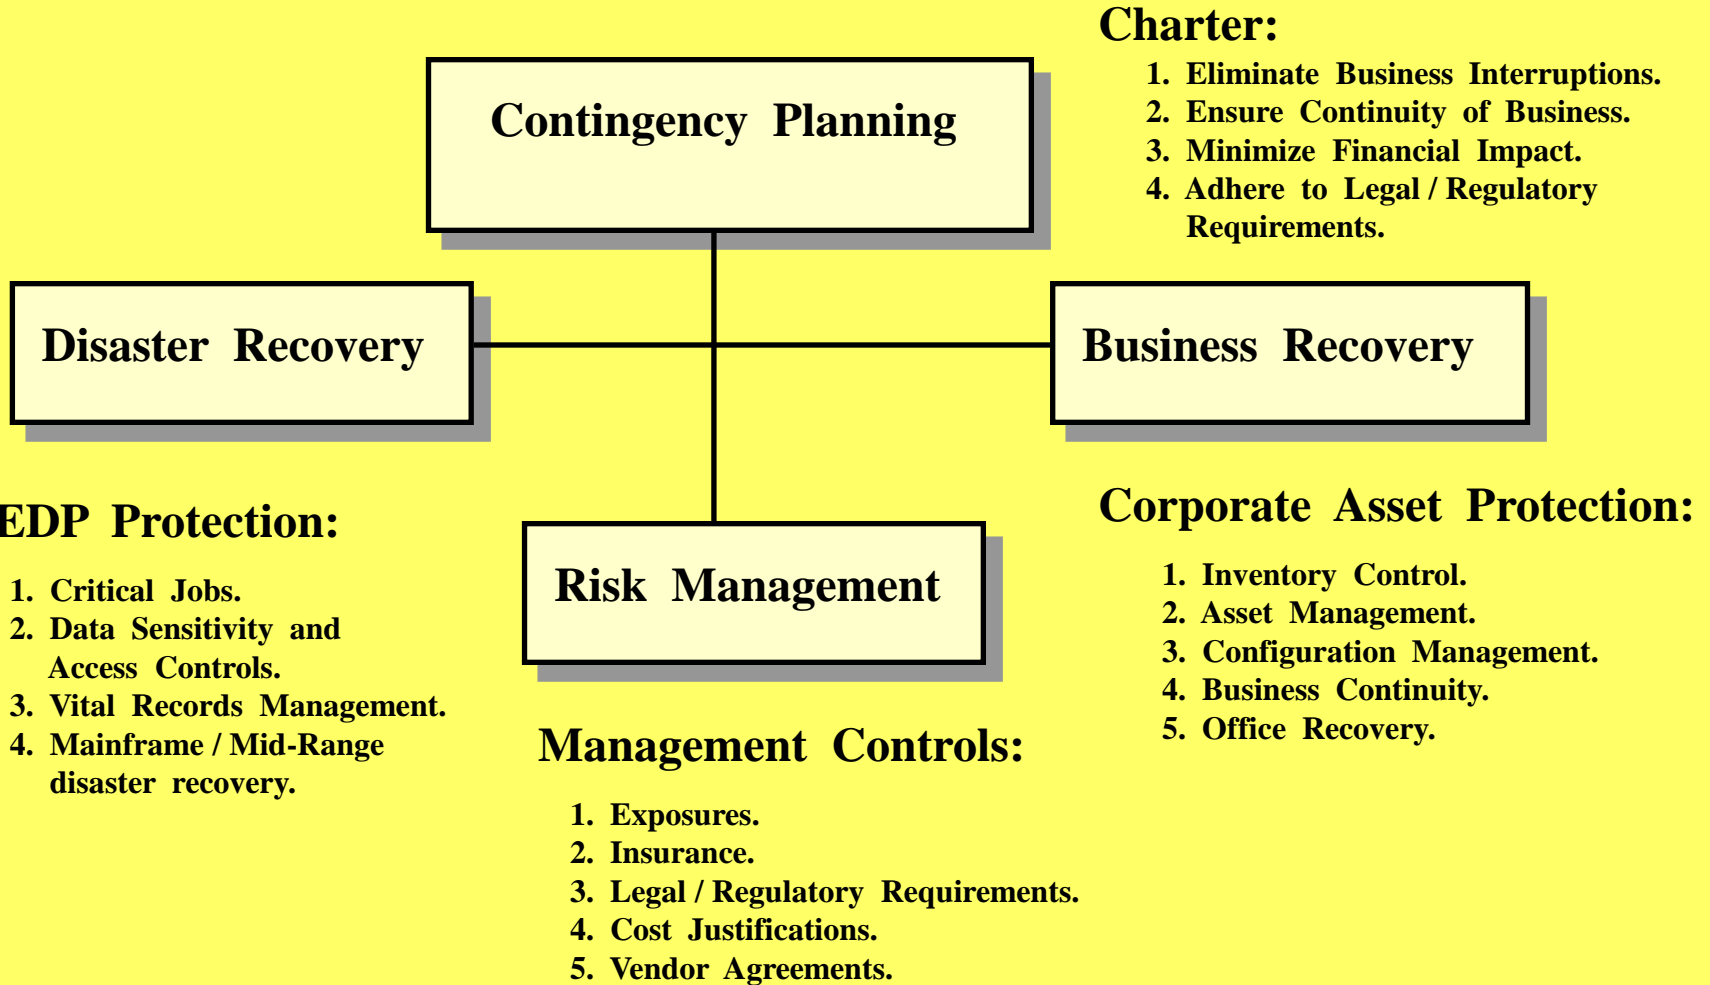 Charter:
1. Eliminate Business Interruptions.
2. Ensure Continuity of Business.
3. Minimize Financial Impact.
4. Adhere to Legal / Regulatory
Requirements.
Contingency Planning
Disaster Recovery
Business Recovery
EDP Protection:
1. Critical Jobs.
2. Data Sensitivity and
Access Controls.
3. Vital Records Management.
4. Mainframe / Mid-Range
disaster recovery.
Risk Management
Management Controls:
1. Exposures.
2. Insurance.
3. Legal / Regulatory Requirements.
4. Cost Justifications.
5. Vendor Agreements.
Corporate Asset Protection:
1. Inventory Control.
2. Asset Management.
3. Configuration Management.
4. Business Continuity.
5. Office Recovery.